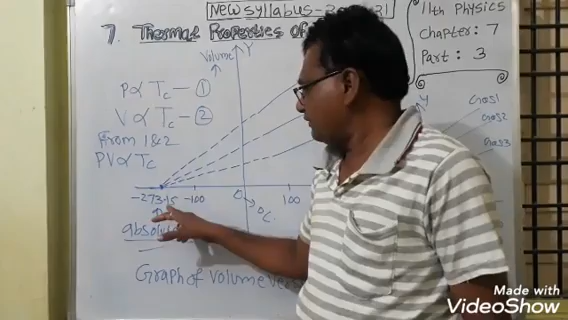 New syllabus-
11th Physics
Chapter: 7
Part: 3
7. Thermal Properties of
Volume
Y
P∝ Tc — ①
V ∝ Tc — ②
From 1&2
PV∝ Tc
Y
Gas1
Gas2
Gas3
-273.15 -100 0 100
°C.
Graph of volume
Made with
VideoShow